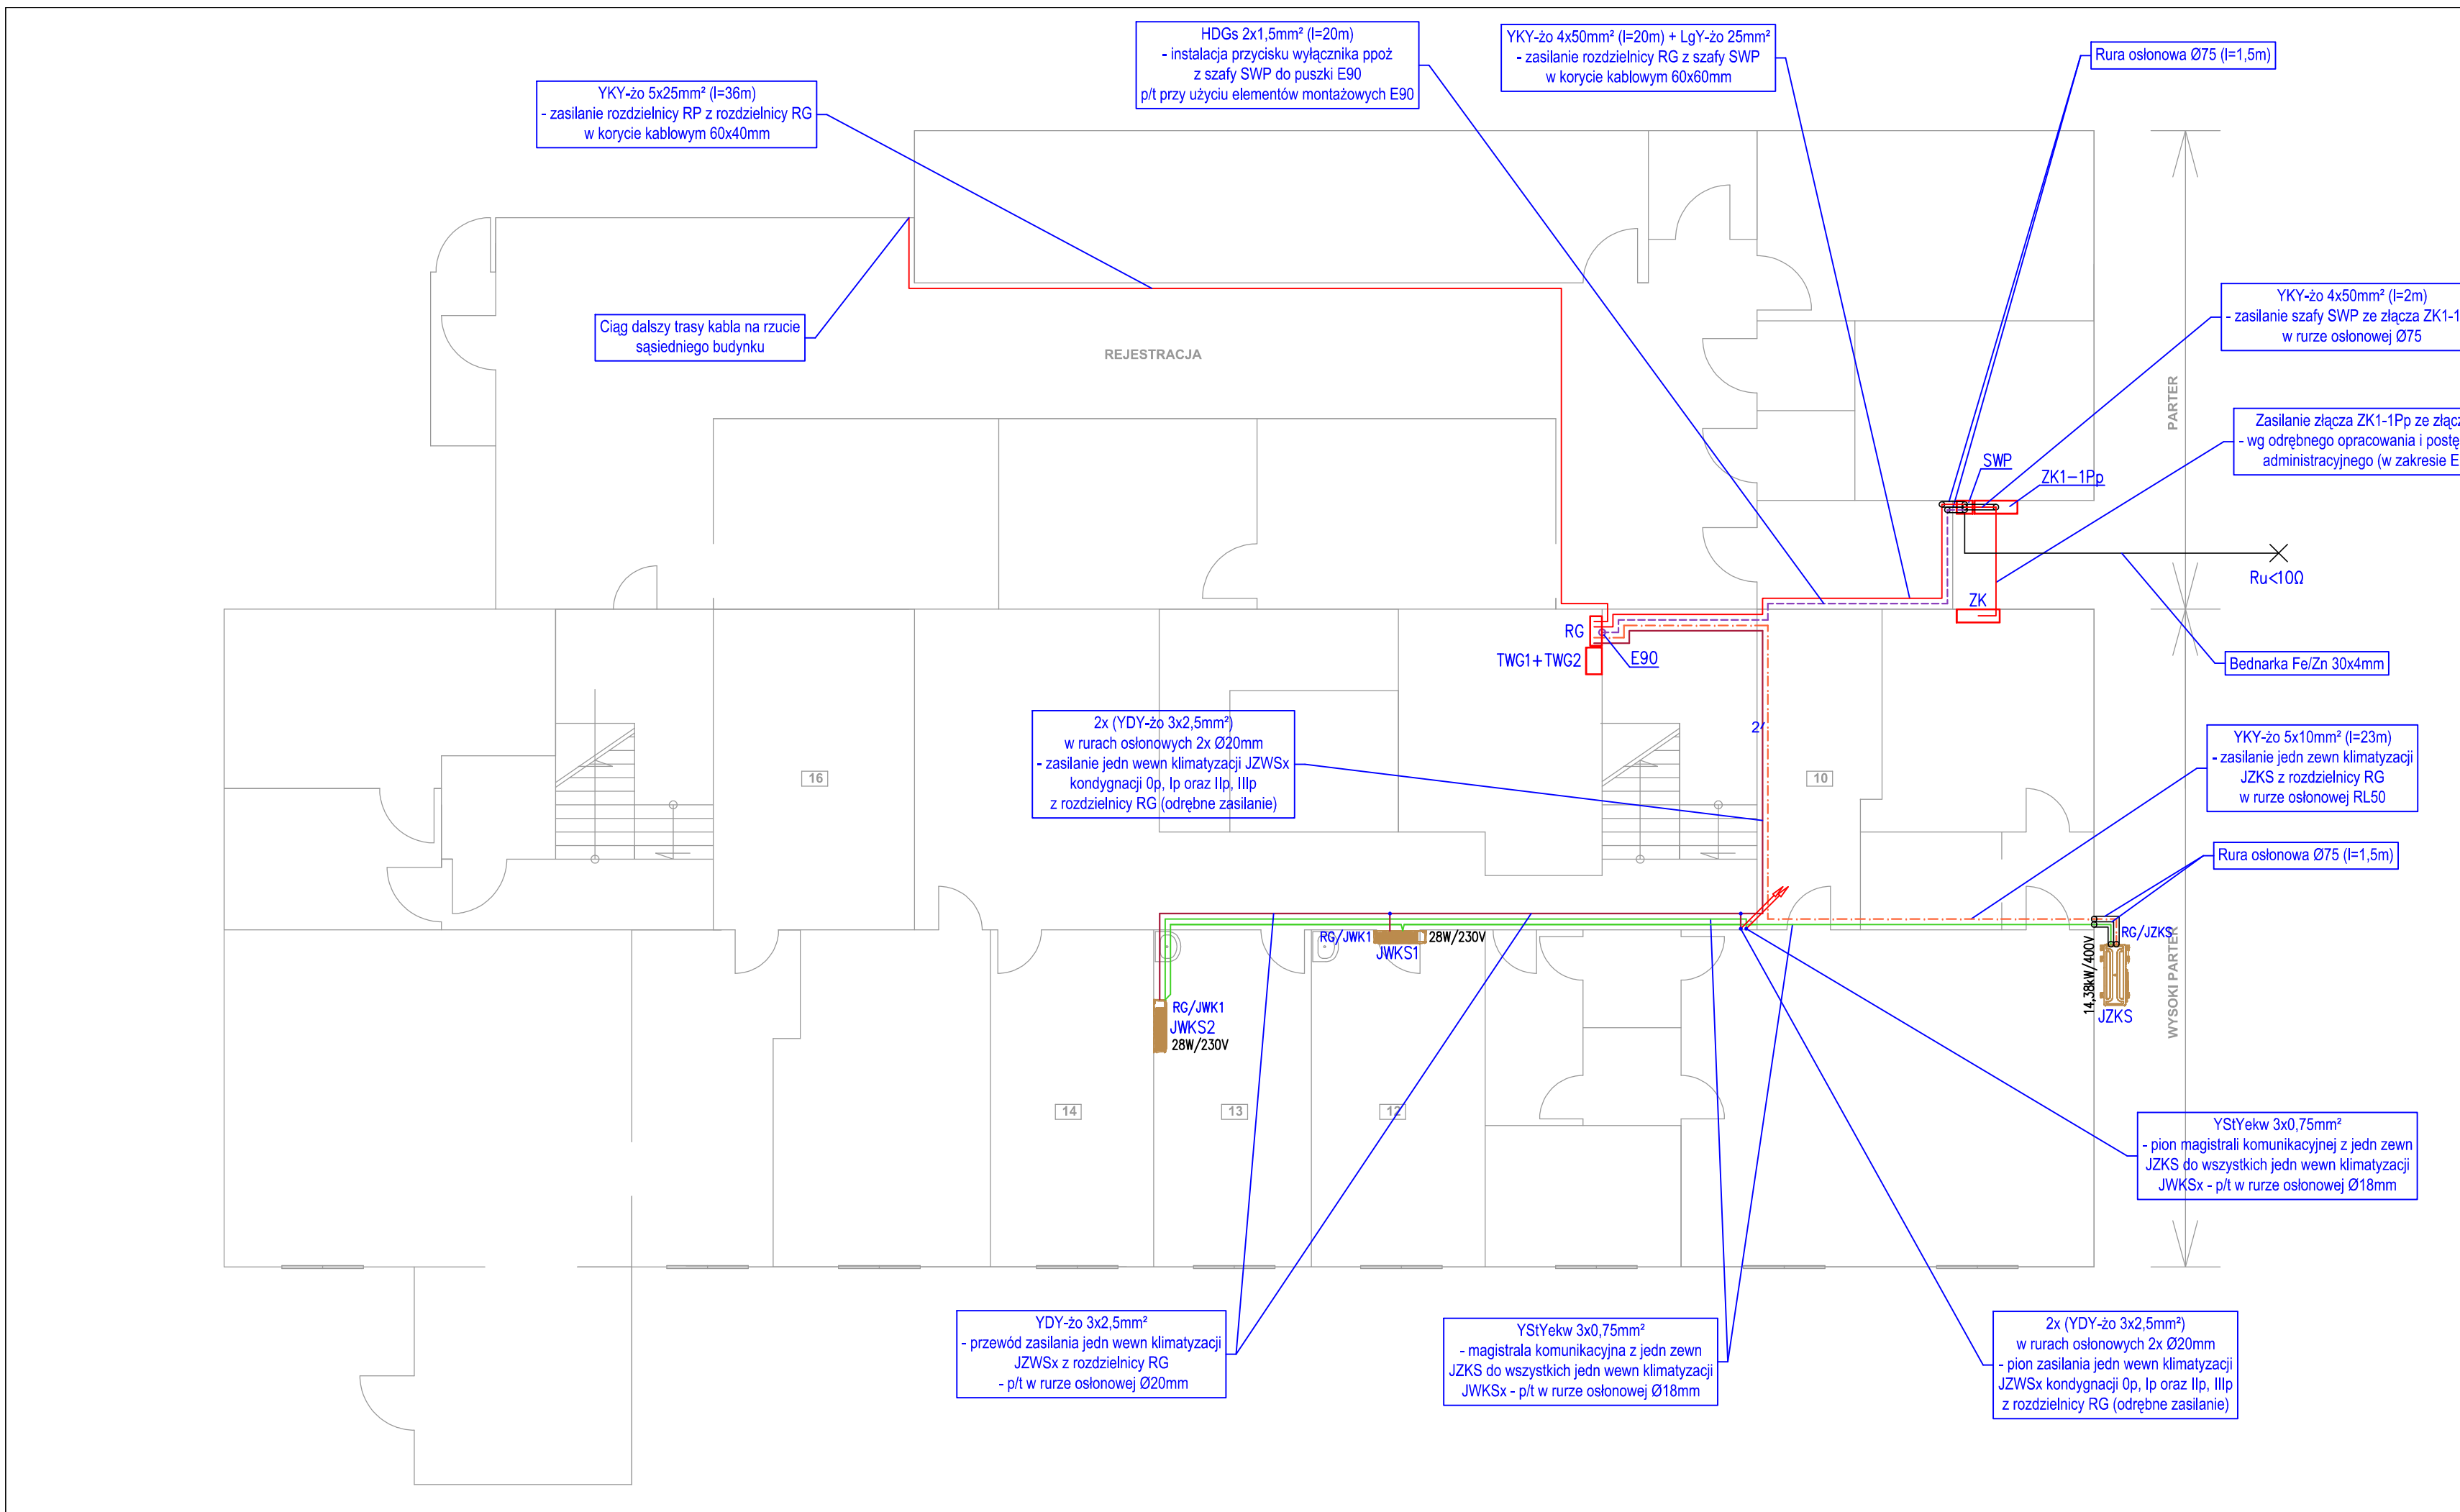 HDGs 2x1,5mm² (l=20m)
- instalacja przycisku wyłącznika ppoż
z szafy SWP do puszki E90
p/t przy użyciu elementów montażowych E90
YKY-żo 4x50mm² (l=20m) + LgY-żo 25mm²
- zasilanie rozdzielnicy RG z szafy SWP
w korycie kablowym 60x60mm
Rura osłonowa Ø75 (l=1,5m)
YKY-żo 5x25mm² (l=36m)
- zasilanie rozdzielnicy RP z rozdzielnicy RG
w korycie kablowym 60x40mm
YKY-żo 4x50mm² (l=2m)
- zasilanie szafy SWP ze złącza ZK1-1
w rurze osłonowej Ø75
Ciąg dalszy trasy kabla na rzucie
sąsiedniego budynku
REJESTRACJA
PARTER
Zasilanie złącza ZK1-1Pp ze złącz
- wg odrębnego opracowania i postę
administracyjnego (w zakresie E
SWP
ZK1-1Pp
Ru<10Ω
ZK
RG
TWG1+TWG2
E90
Bednarka Fe/Zn 30x4mm
2x (YDY-żo 3x2,5mm²)
w rurach osłonowych 2x Ø20mm
- zasilanie jedn wewn klimatyzacji JZWSx
kondygnacji 0p, Ip oraz IIp, IIIp
z rozdzielnicy RG (odrębne zasilanie)
2
16
10
YKY-żo 5x10mm² (l=23m)
- zasilanie jedn zewn klimatyzacji
JZKS z rozdzielnicy RG
w rurze osłonowej RL50
Rura osłonowa Ø75 (l=1,5m)
RG/JWK1
28W/230V
JWKS1
RG/JZKS
14,38kW/400V
JZKS
WYSOKI PARTER
RG/JWK1
JWKS2
28W/230V
14
13
12
YStYekw 3x0,75mm²
- pion magistrali komunikacyjnej z jedn zewn
JZKS do wszystkich jedn wewn klimatyzacji
JWKSx - p/t w rurze osłonowej Ø18mm
YDY-żo 3x2,5mm²
- przewód zasilania jedn wewn klimatyzacji
JZWSx z rozdzielnicy RG
- p/t w rurze osłonowej Ø20mm
YStYekw 3x0,75mm²
- magistrala komunikacyjna z jedn zewn
JZKS do wszystkich jedn wewn klimatyzacji
JWKSx - p/t w rurze osłonowej Ø18mm
2x (YDY-żo 3x2,5mm²)
w rurach osłonowych 2x Ø20mm
- pion zasilania jedn wewn klimatyzacji
JZWSx kondygnacji 0p, Ip oraz IIp, IIIp
z rozdzielnicy RG (odrębne zasilanie)